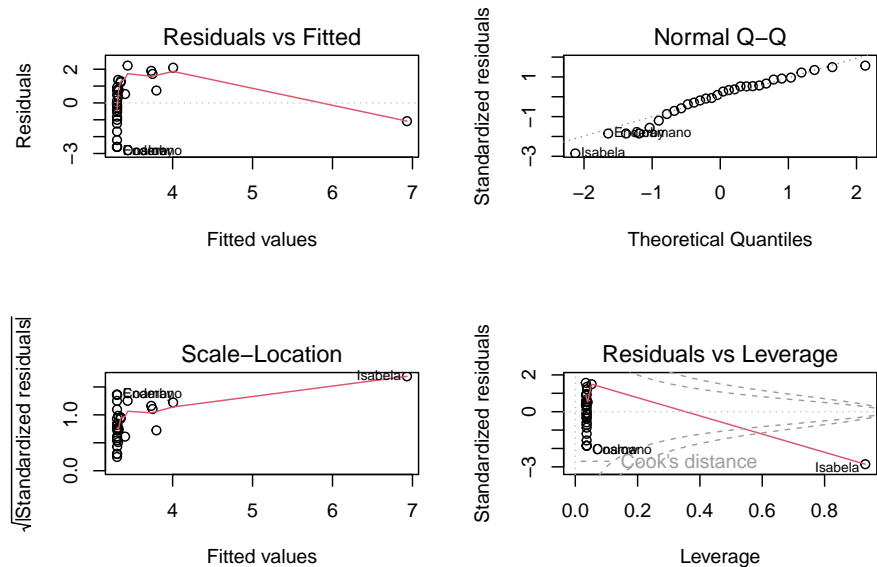 Residuals vs Fitted
Residuals
2
0
−3
4 5 6 7
Fitted values
Normal Q−Q
Standardized residuals
1
−1
−3
Isabela
−2 −1 0 1 2
Theoretical Quantiles
Scale−Location
√|Standardized residuals|
1.0
0.0
Isabela
4 5 6 7
Fitted values
Residuals vs Leverage
Standardized residuals
2
0
−3
Cook's distance
Isabela
0.0 0.2 0.4 0.6 0.8
Leverage